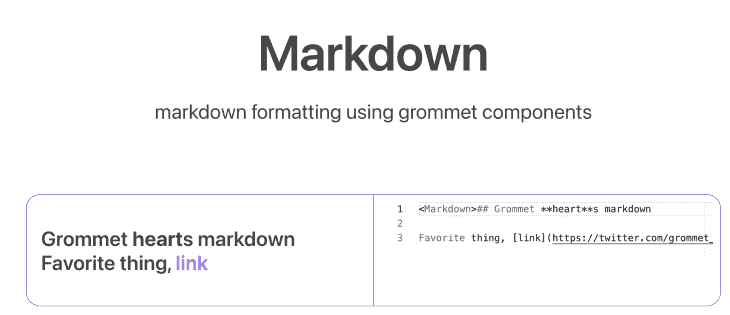 Markdown
markdown formatting using grommet components
Grommet hearts markdown
Favorite thing, link
1 <Markdown>## Grommet **heart**s markdown
2
3 Favorite thing, [link](https://twitter.com/grommet_